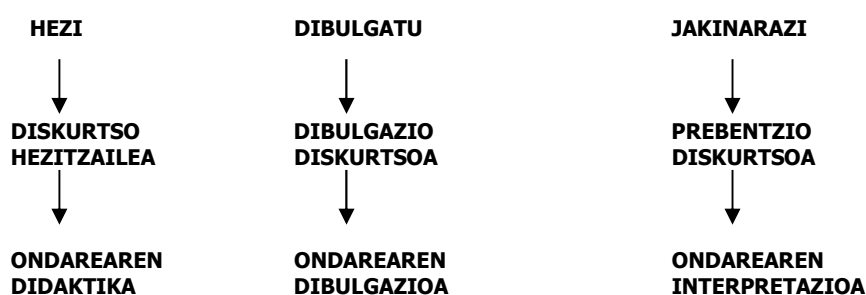 HEZI DIBULGATU JAKINARAZI
DISKURTSO DIBULGAZIO PREBENTZIO
HEZITZAILEA DISKURTSOA DISKURTSOA
ONDAREAREN ONDAREAREN ONDAREAREN
DIDAKTIKA DIBULGAZIOA INTERPRETAZIOA